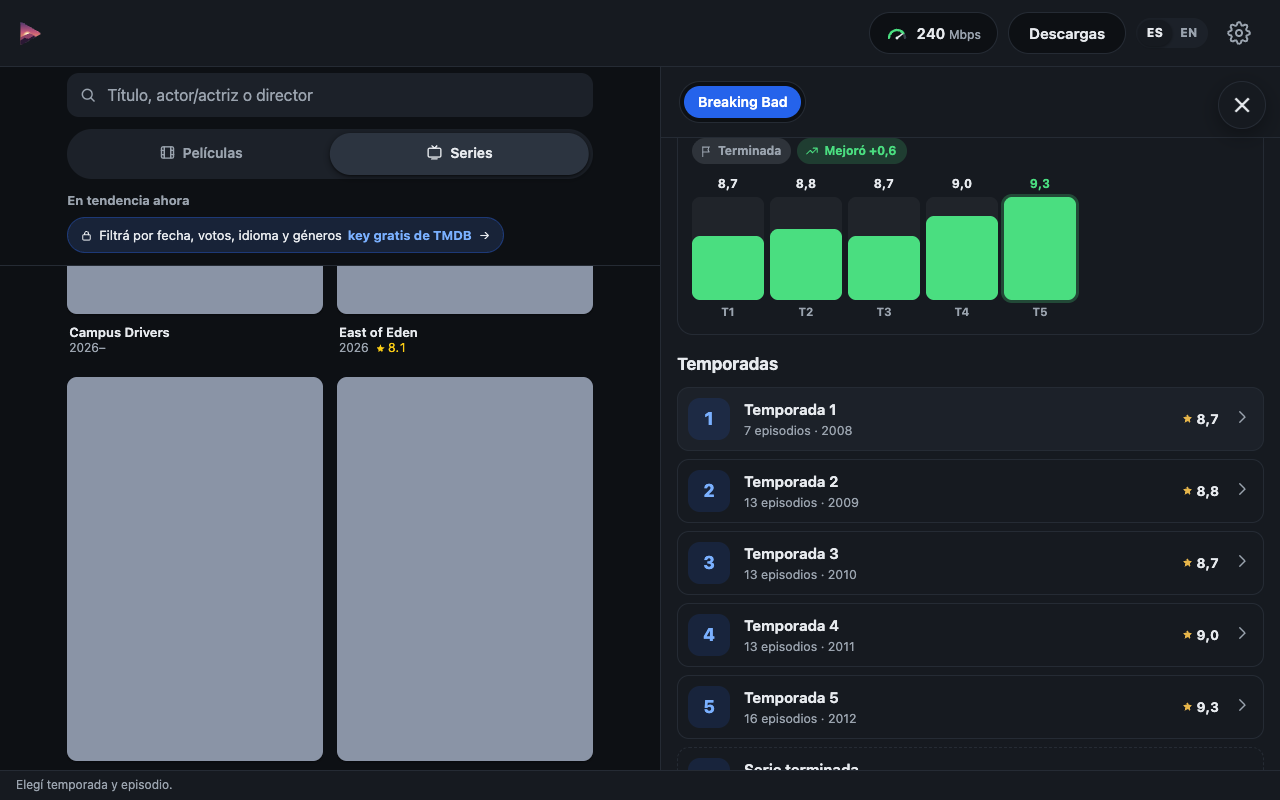 240 Mbps
Descargas
ES EN
Título, actor/actriz o director
Películas
Series
En tendencia ahora
Filtrá por fecha, votos, idioma y géneros key gratis de TMDB →
Campus Drivers
2026–
East of Eden
2026 ★ 8.1
Breaking Bad
Terminada
Mejoró +0,6
8,7 8,8 8,7 9,0 9,3
T1 T2 T3 T4 T5
Temporadas
1 Temporada 1 ★ 8,7
7 episodios · 2008
2 Temporada 2 ★ 8,8
13 episodios · 2009
3 Temporada 3 ★ 8,7
13 episodios · 2010
4 Temporada 4 ★ 9,0
13 episodios · 2011
5 Temporada 5 ★ 9,3
16 episodios · 2012
Serie terminada
Elegí temporada y episodio.